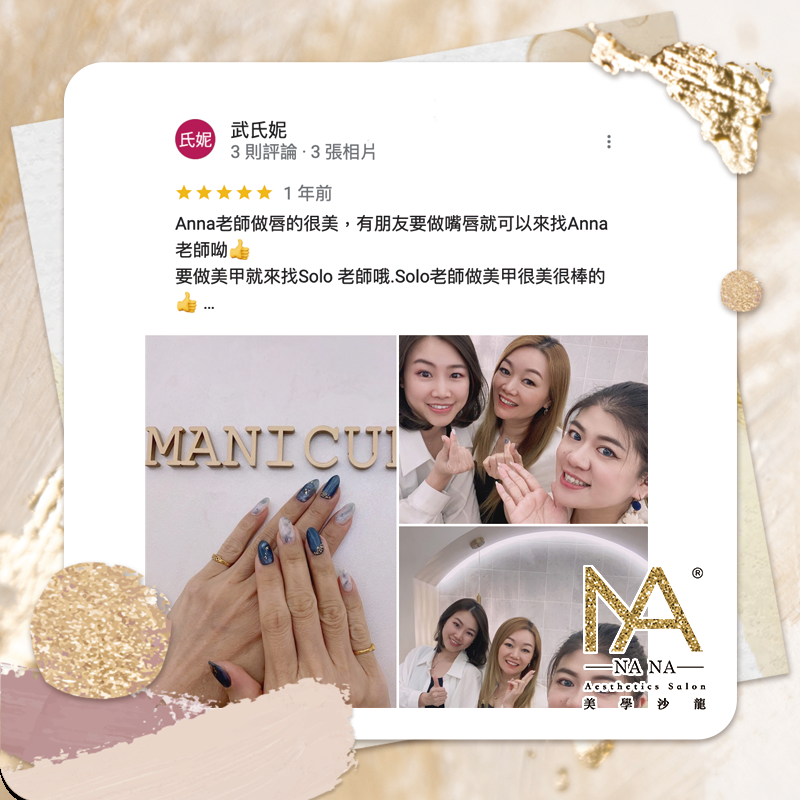 氏妮
武氏妮
3 則評論 · 3 張相片
★★★★★ 1 年前
Anna老師做唇的很美，有朋友要做嘴唇就可以來找Anna
老師呦👍
要做美甲就來找Solo 老師哦.Solo老師做美甲很美很棒的
👍 ...
MANICU
NA ®
NA NA
Aesthetics Salon
美學沙龍